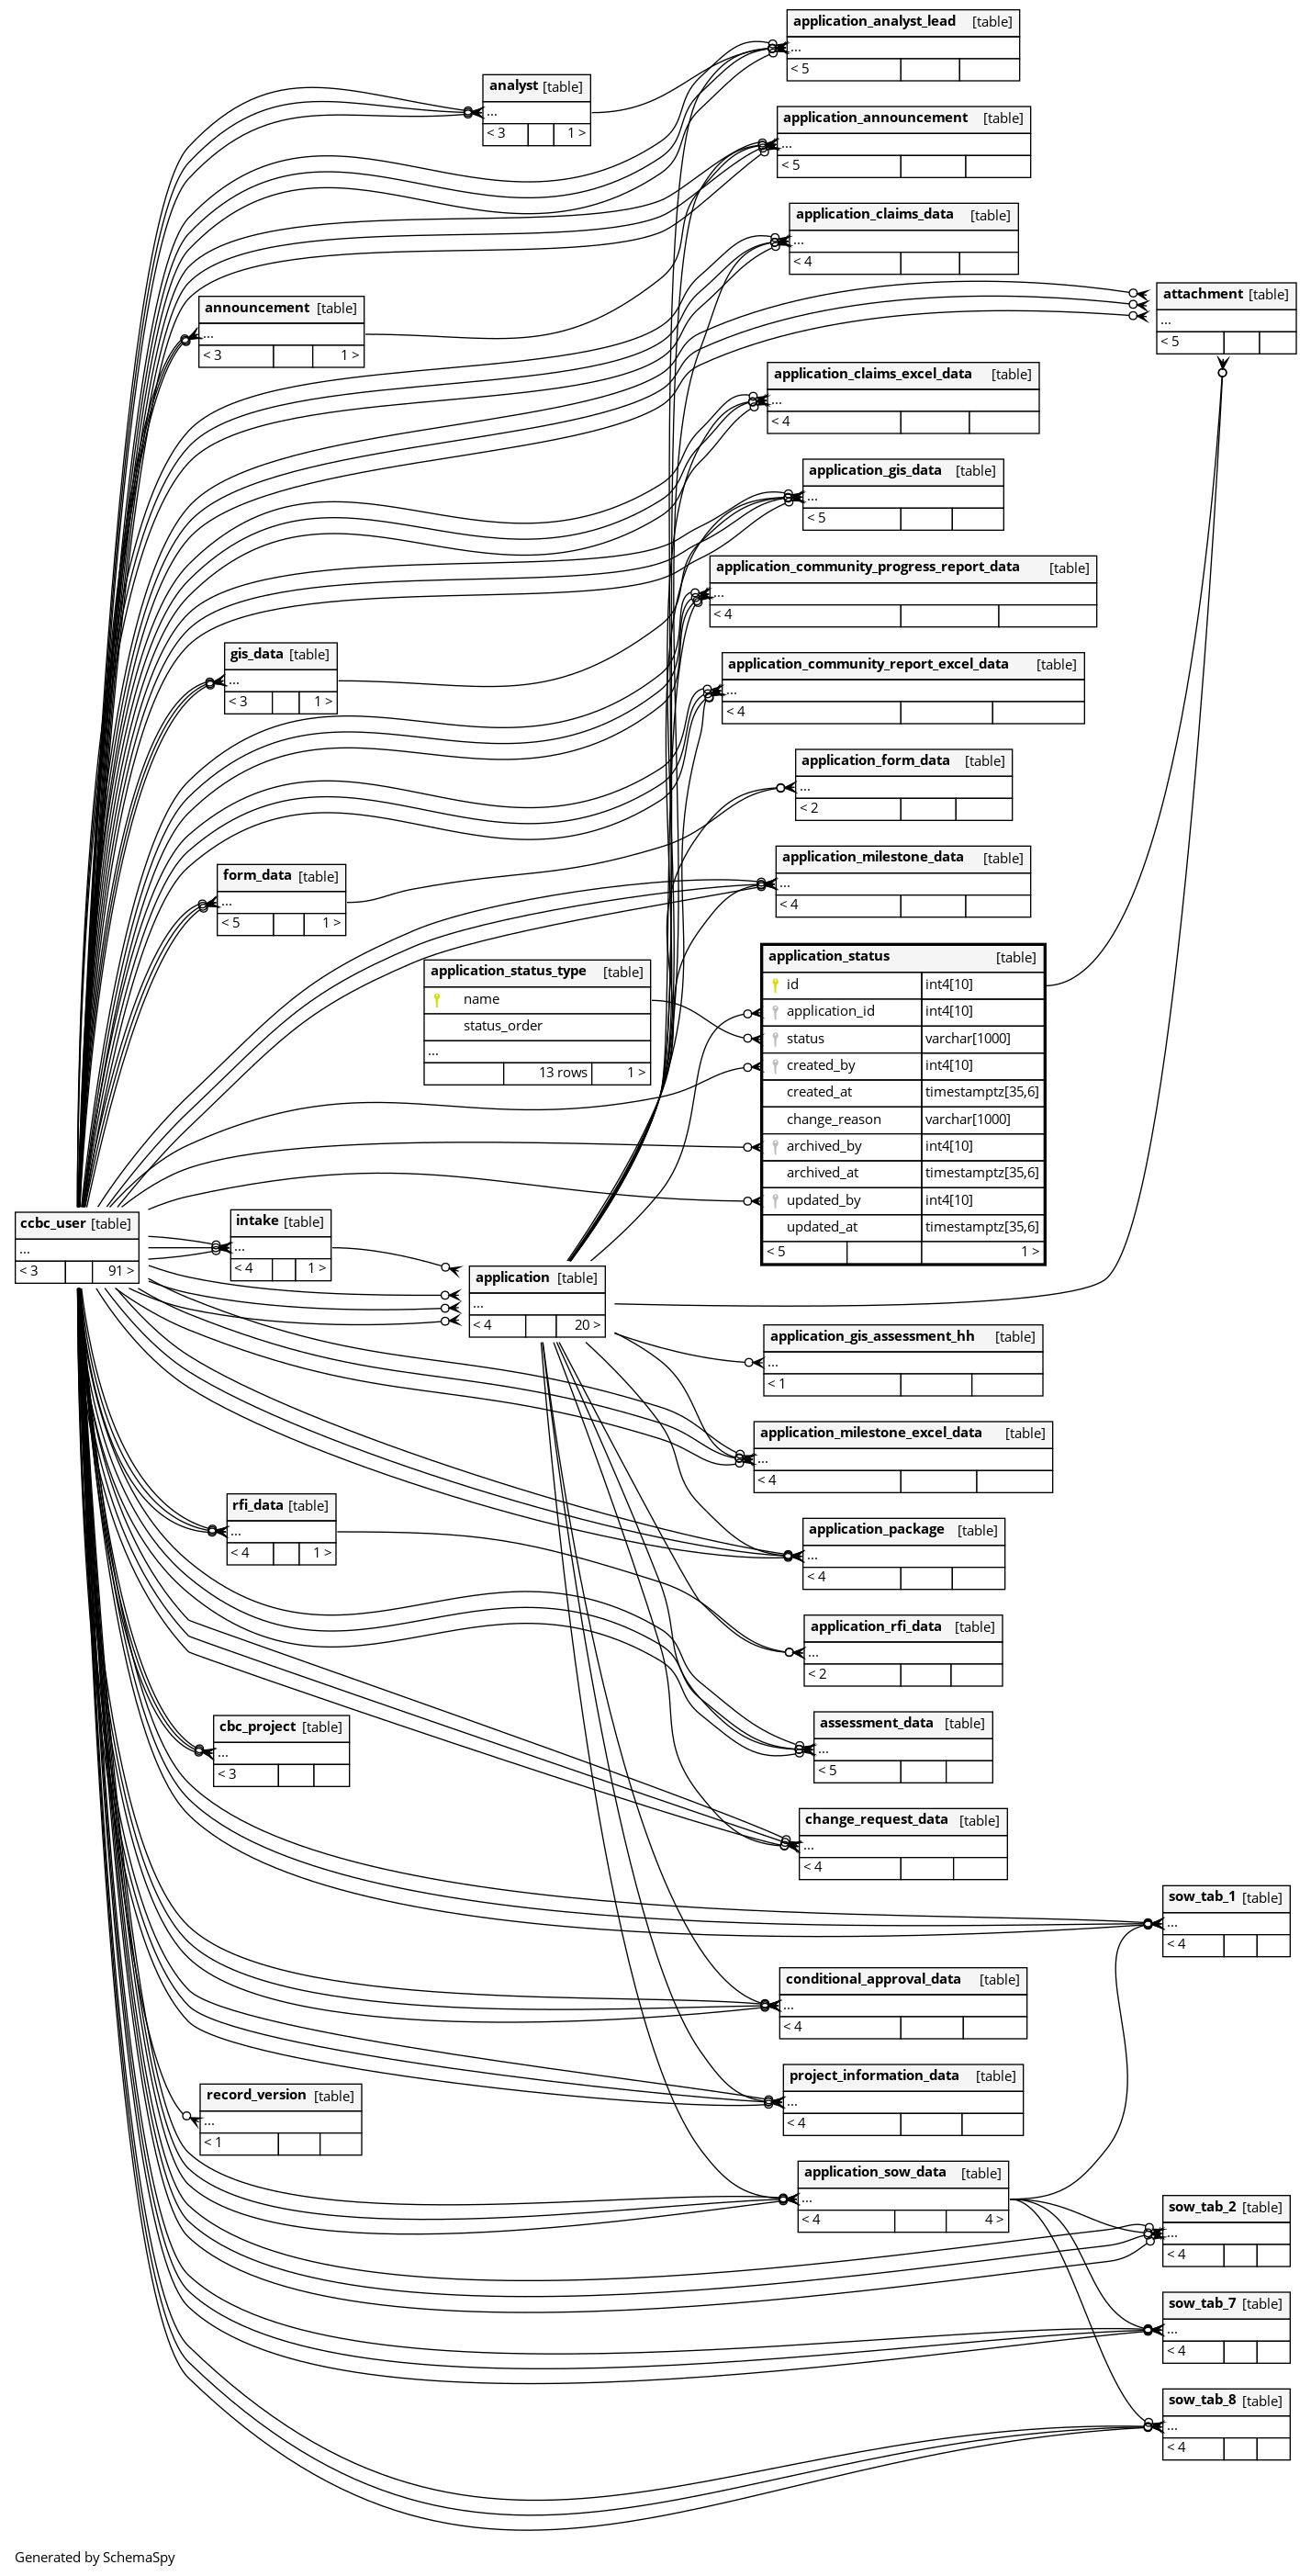 application_analyst_lead [table]
...
< 5
analyst [table]
...
< 3 1 >
application_announcement [table]
...
< 5
application_claims_data [table]
...
< 4
attachment [table]
...
< 5
announcement [table]
...
< 3 1 >
application_claims_excel_data [table]
...
< 4
application_gis_data [table]
...
< 5
application_community_progress_report_data [table]
...
< 4
gis_data [table]
...
< 3 1 >
application_community_report_excel_data [table]
...
< 4
application_form_data [table]
...
< 2
application_milestone_data [table]
...
< 4
form_data [table]
...
< 5 1 >
application_status_type [table]
name
status_order
...
13 rows 1 >
application_status [table]
id int4[10]
application_id int4[10]
status varchar[1000]
created_by int4[10]
created_at timestamptz[35,6]
change_reason varchar[1000]
archived_by int4[10]
archived_at timestamptz[35,6]
updated_by int4[10]
updated_at timestamptz[35,6]
< 5 1 >
ccbc_user [table]
...
< 3 91 >
intake [table]
...
< 4 1 >
application [table]
...
< 4 20 >
application_gis_assessment_hh [table]
...
< 1
application_milestone_excel_data [table]
...
< 4
rfi_data [table]
...
< 4 1 >
application_package [table]
...
< 4
application_rfi_data [table]
...
< 2
cbc_project [table]
...
< 3
assessment_data [table]
...
< 5
change_request_data [table]
...
< 4
sow_tab_1 [table]
...
< 4
conditional_approval_data [table]
...
< 4
project_information_data [table]
...
< 4
record_version [table]
...
< 1
application_sow_data [table]
...
< 4 4 >
sow_tab_2 [table]
...
< 4
sow_tab_7 [table]
...
< 4
sow_tab_8 [table]
...
< 4
Generated by SchemaSpy